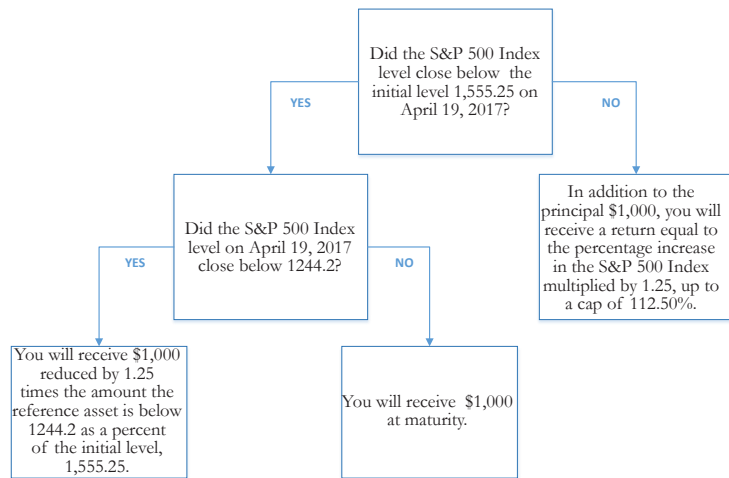 Did the S&P 500 Index
level close below the
initial level 1,555.25 on
April 19, 2017?
YES
NO
Did the S&P 500 Index
level on April 19, 2017
close below 1244.2?
In addition to the
principal $1,000, you will
receive a return equal to
the percentage increase
in the S&P 500 Index
multiplied by 1.25, up to
a cap of 112.50%.
YES
NO
You will receive $1,000
reduced by 1.25
times the amount the
reference asset is below
1244.2 as a percent
of the initial level,
1,555.25.
You will receive $1,000
at maturity.